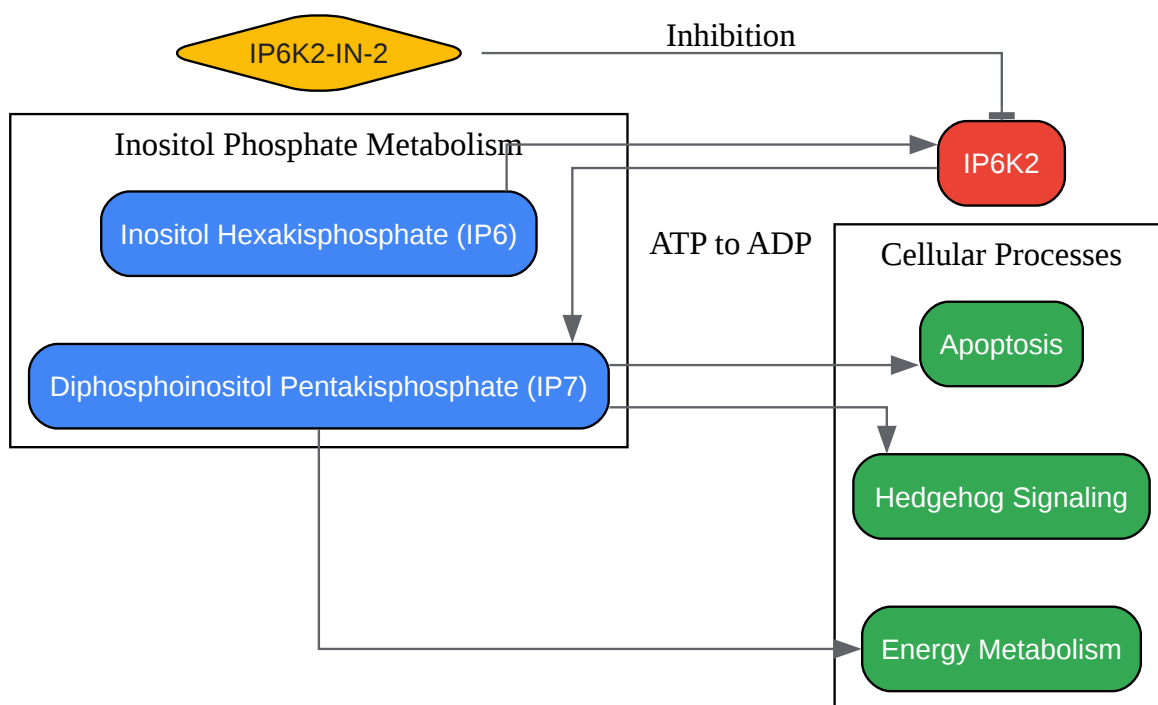 IP6K2-IN-2
Inhibition
Inositol Phosphate Metabolism
IP6K2
Inositol Hexakisphosphate (IP6)
ATP to ADP
Cellular Processes
Apoptosis
Diphosphoinositol Pentakisphosphate (IP7)
Hedgehog Signaling
Energy Metabolism